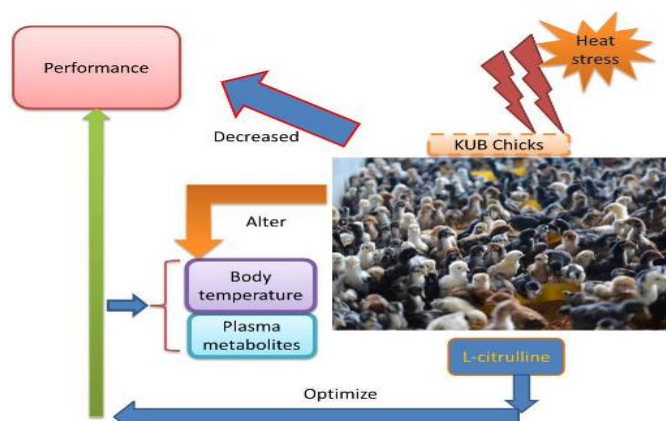 Heat
stress
Performance
Decreased
KUB Chicks
Alter
Body
temperature
Plasma
metabolites
L-citrulline
Optimize